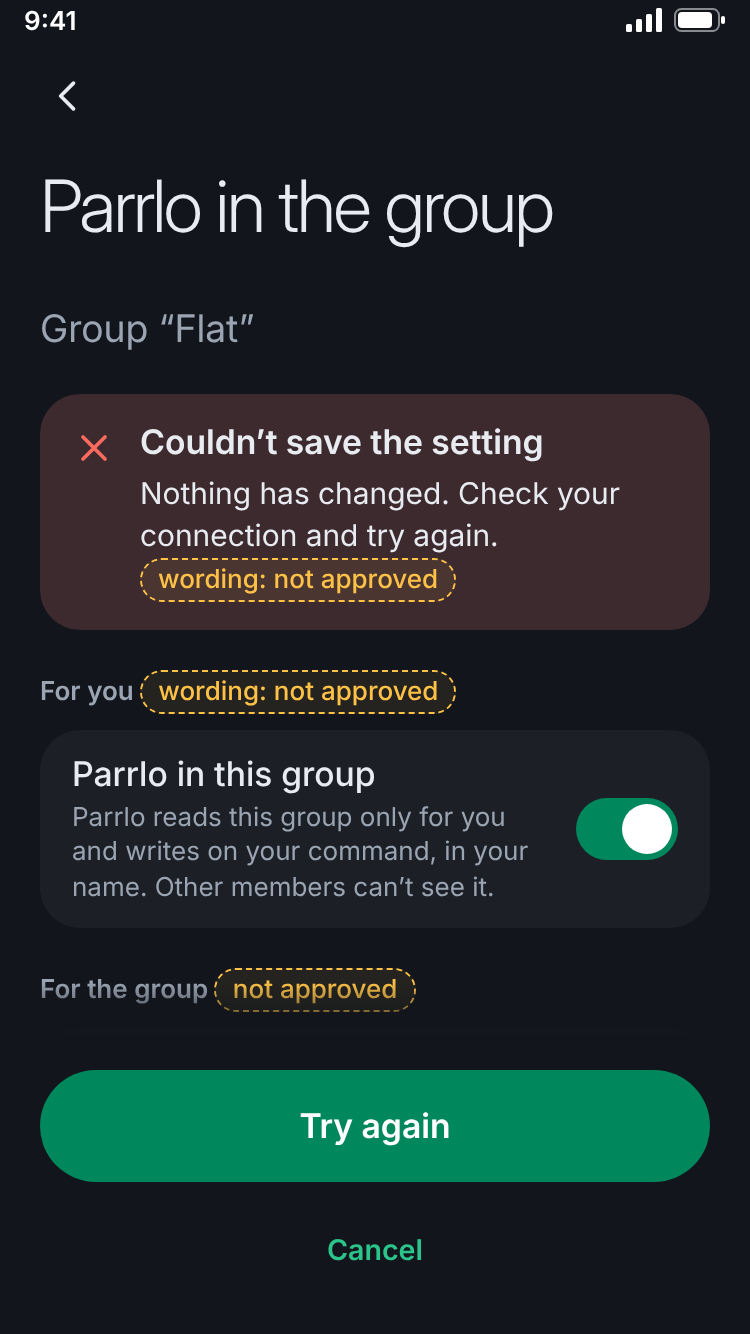 9:41
Parrlo in the group
Group “Flat”
Couldn’t save the setting
Nothing has changed. Check your
connection and try again.
wording: not approved
For you wording: not approved
Parrlo in this group
Parrlo reads this group only for you
and writes on your command, in your
name. Other members can’t see it.
For the group not approved
Try again
Cancel